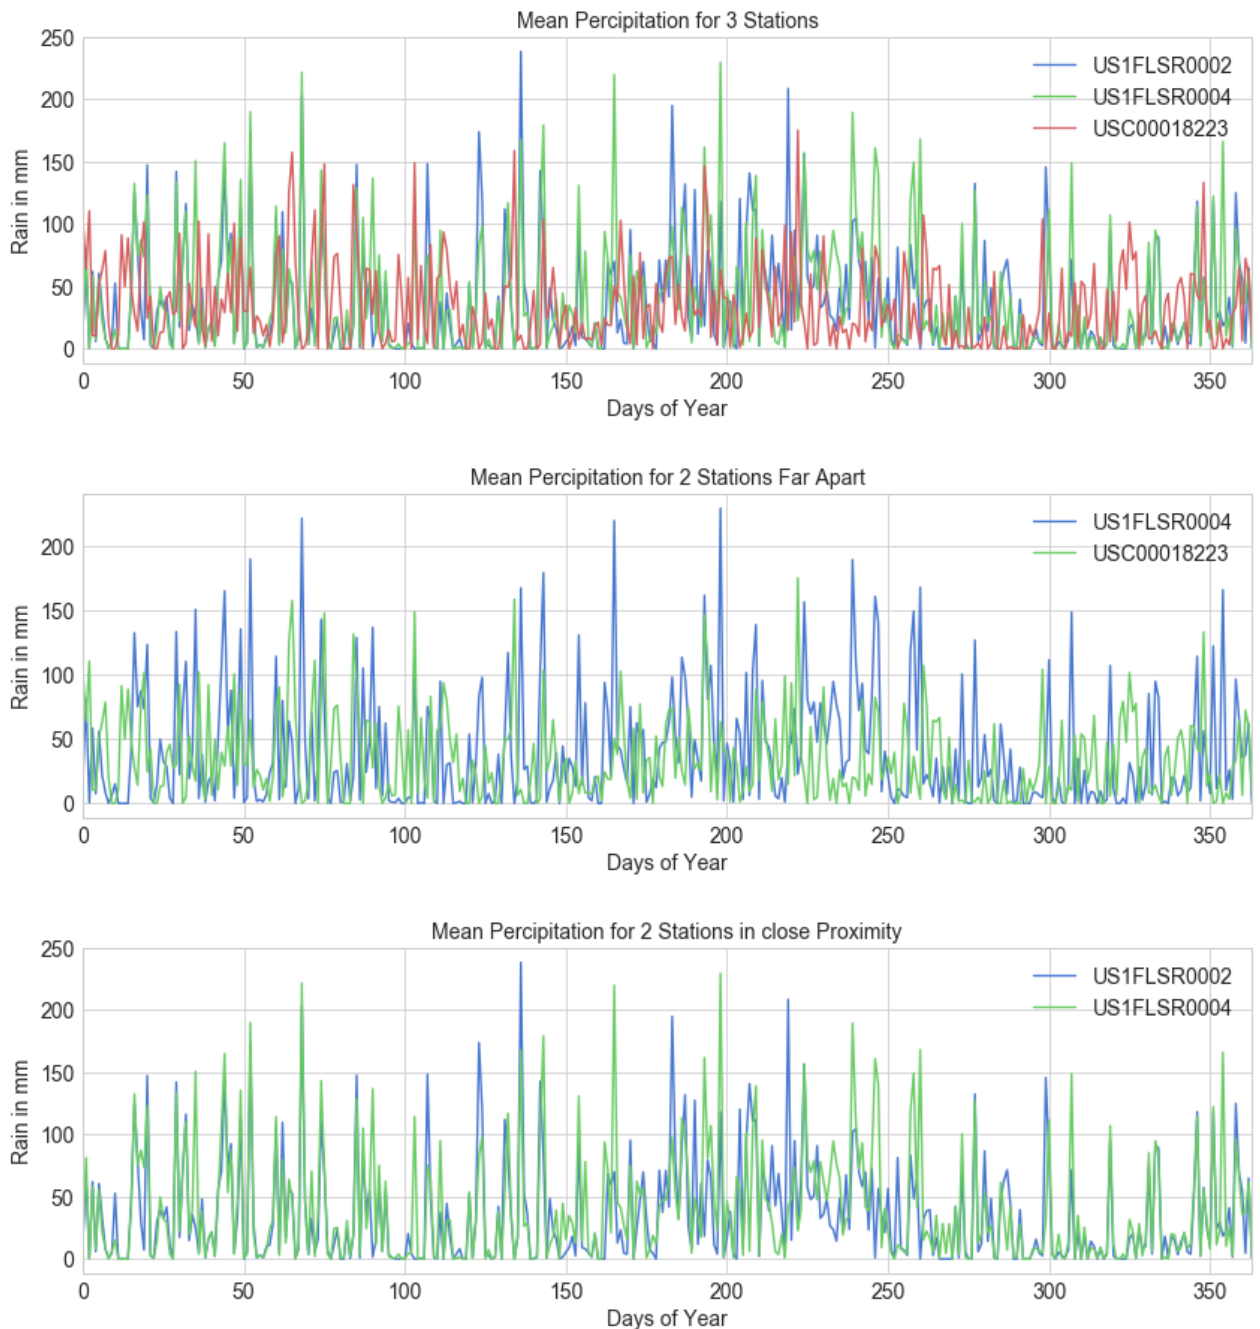 Mean Percipitation for 3 Stations
250
200
150
100
50
0
Rain in mm
US1FLSR0002
US1FLSR0004
USC00018223
0 50 100 150 200 250 300 350
Days of Year
Mean Percipitation for 2 Stations Far Apart
200
150
100
50
0
Rain in mm
US1FLSR0004
USC00018223
0 50 100 150 200 250 300 350
Days of Year
Mean Percipitation for 2 Stations in close Proximity
250
200
150
100
50
0
Rain in mm
US1FLSR0002
US1FLSR0004
0 50 100 150 200 250 300 350
Days of Year